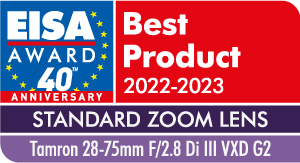 EISA
AWARD
40TH
ANNIVERSARY
Best
Product
2022-2023
STANDARD ZOOM LENS
Tamron 28-75mm F/2.8 Di III VXD G2